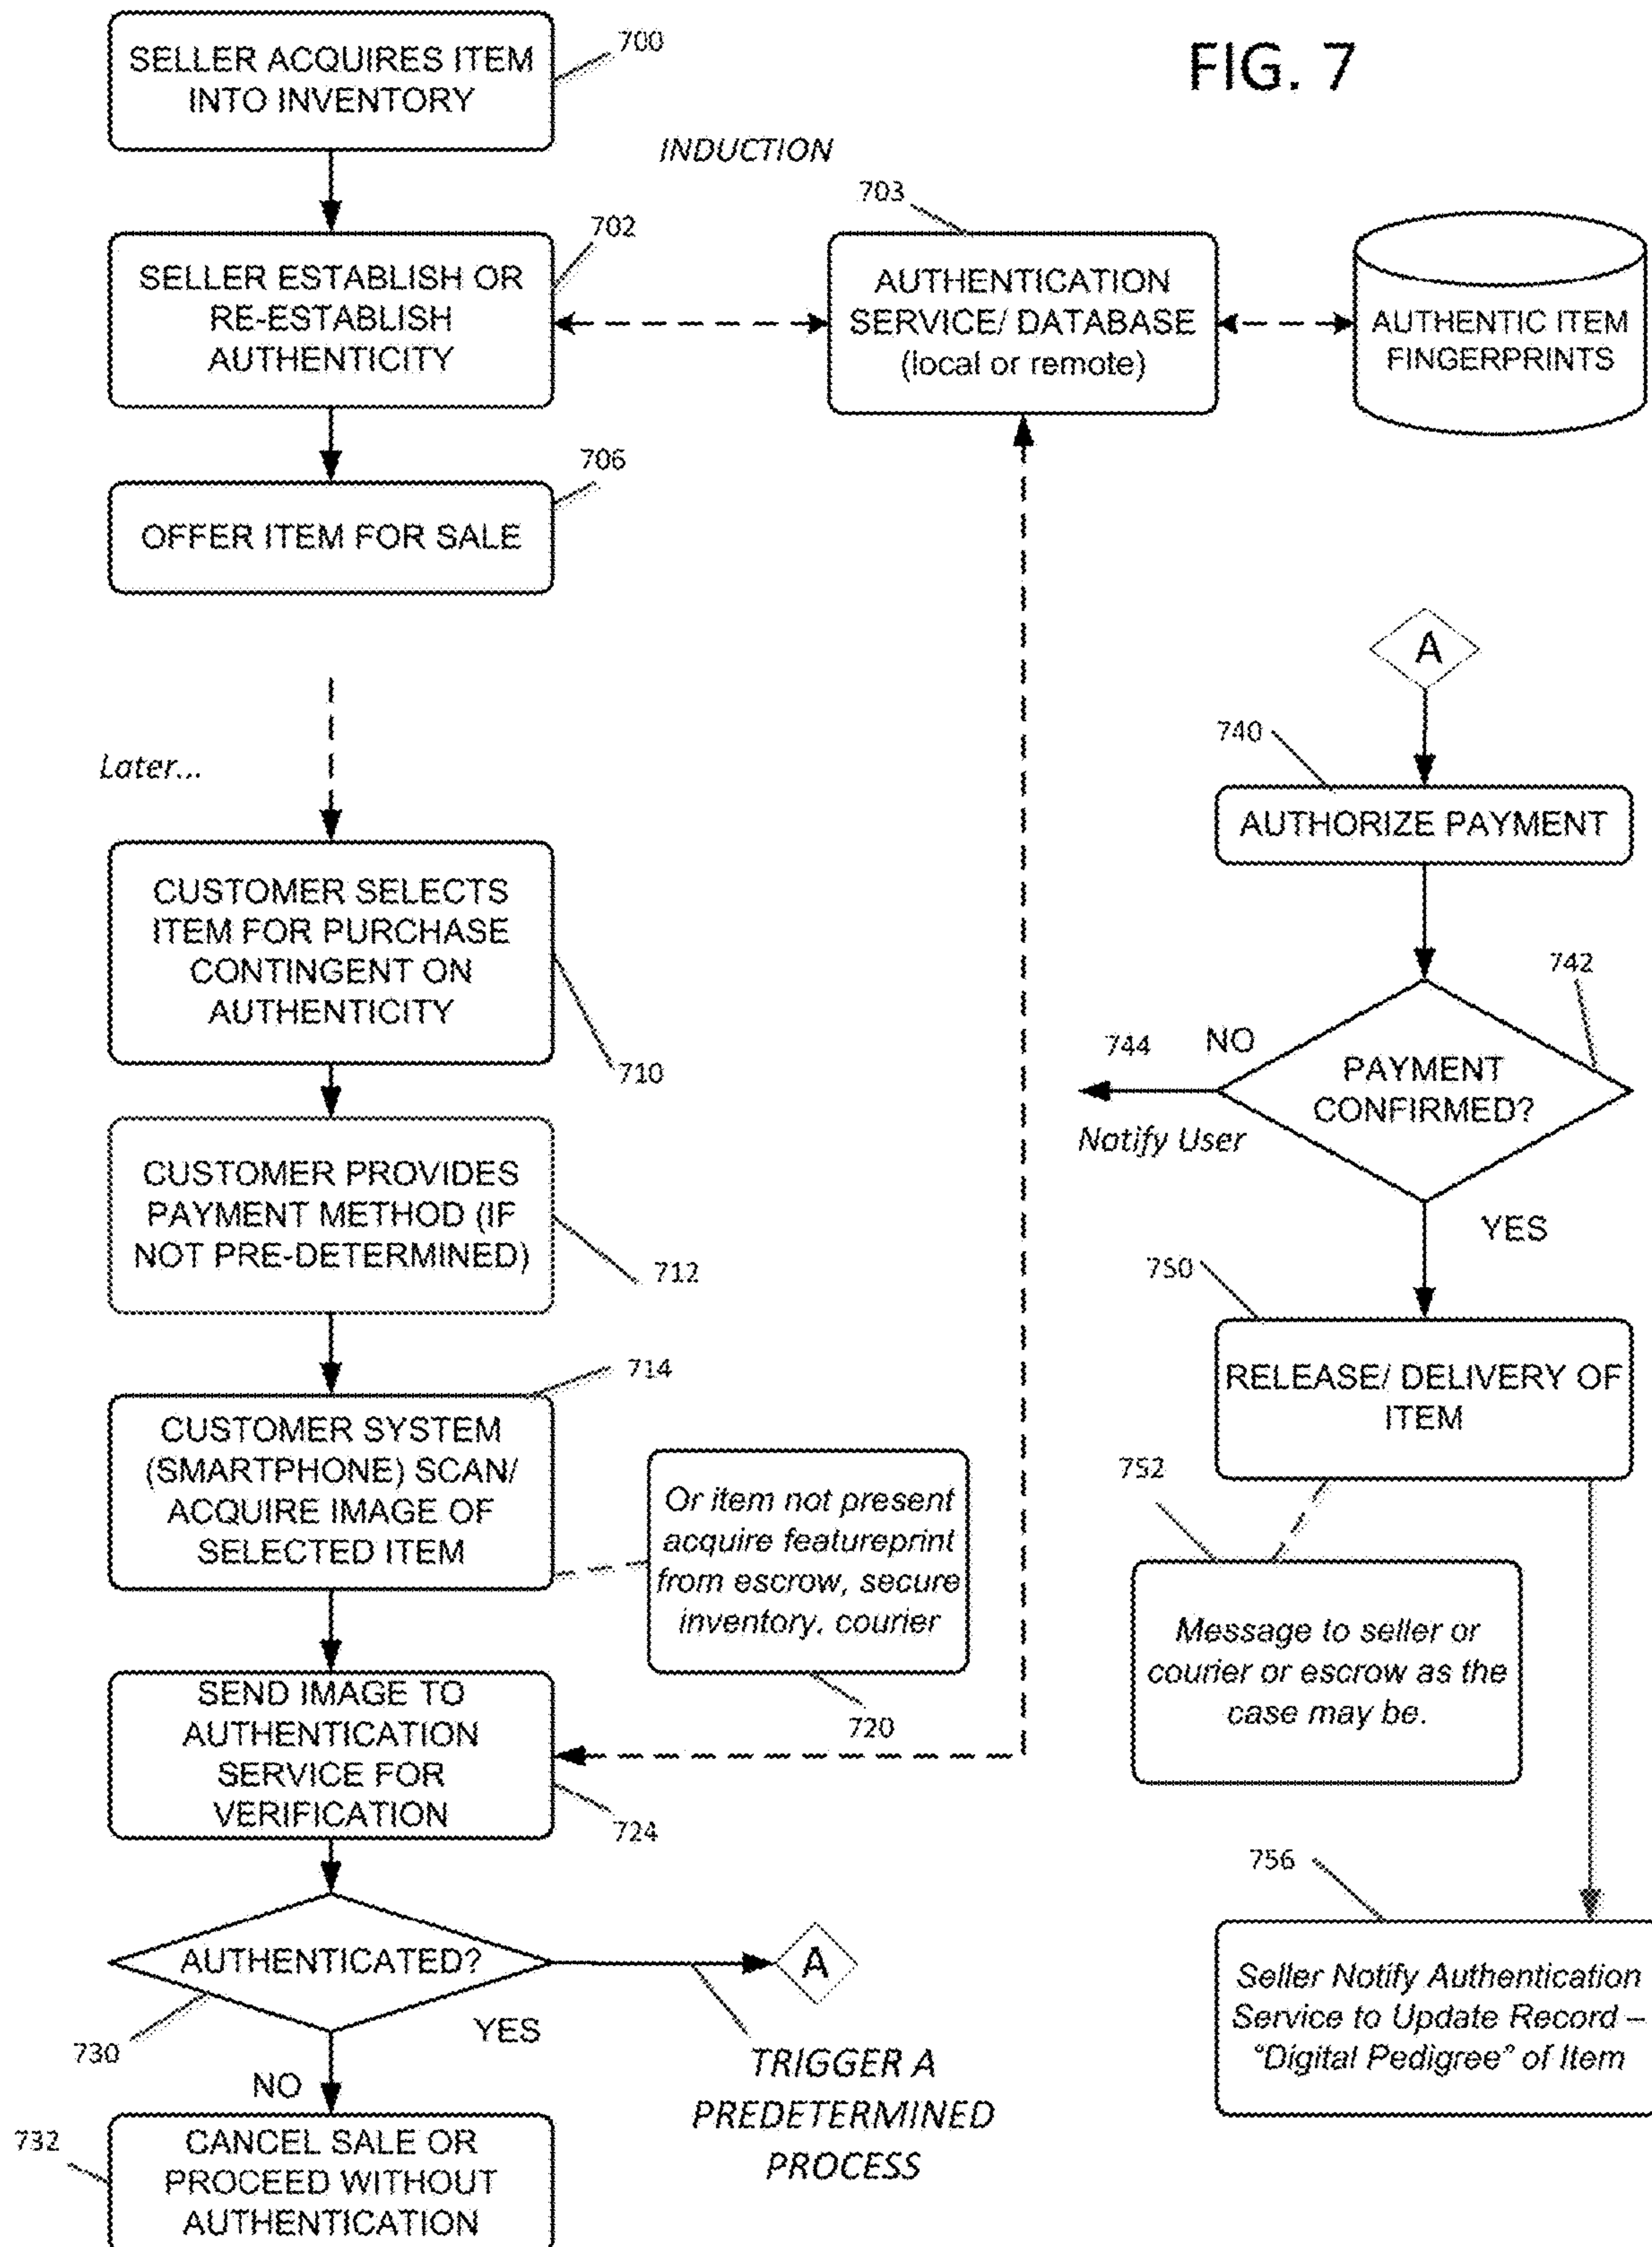 FIG. 7
SELLER ACQUIRES ITEM
INTO INVENTORY
700
INDUCTION
SELLER ESTABLISH OR
RE-ESTABLISH
AUTHENTICITY
702
703
AUTHENTICATION
SERVICE/ DATABASE
(local or remote)
AUTHENTIC ITEM
FINGERPRINTS
706
OFFER ITEM FOR SALE
Later...
CUSTOMER SELECTS
ITEM FOR PURCHASE
CONTINGENT ON
AUTHENTICITY
710
CUSTOMER PROVIDES
PAYMENT METHOD (IF
NOT PRE-DETERMINED)
712
714
CUSTOMER SYSTEM
(SMARTPHONE) SCAN/
ACQUIRE IMAGE OF
SELECTED ITEM
Or item not present
acquire featureprint
from escrow, secure
inventory, courier
720
SEND IMAGE TO
AUTHENTICATION
SERVICE FOR
VERIFICATION
724
AUTHENTICATED?
730
YES
NO
A
TRIGGER A
PREDETERMINED
PROCESS
732
CANCEL SALE OR
PROCEED WITHOUT
AUTHENTICATION
A
740
AUTHORIZE PAYMENT
742
PAYMENT
CONFIRMED?
744
NO
Notify User
YES
750
RELEASE/ DELIVERY OF
ITEM
752
Message to seller or
courier or escrow as the
case may be.
756
Seller Notify Authentication
Service to Update Record –
"Digital Pedigree" of Item